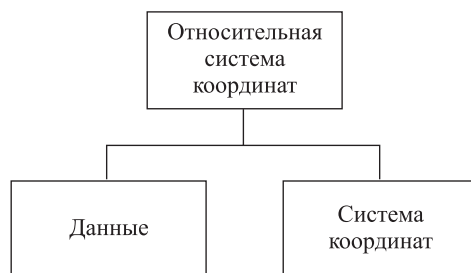 Относительная
система
координат
Данные
Система
координат